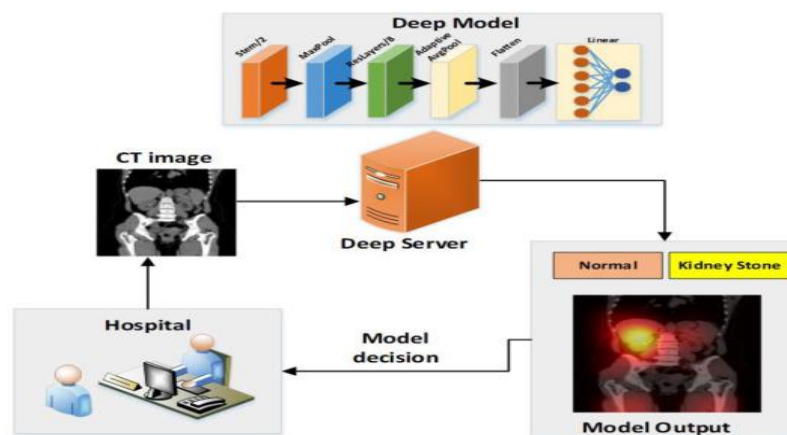 Deep Model
Stem/2
MaxPool
ResLayers/8
Adaptive
AvgPool
Flatten
Linear
CT image
Deep Server
Normal
Kidney Stone
Hospital
Model
decision
Model Output